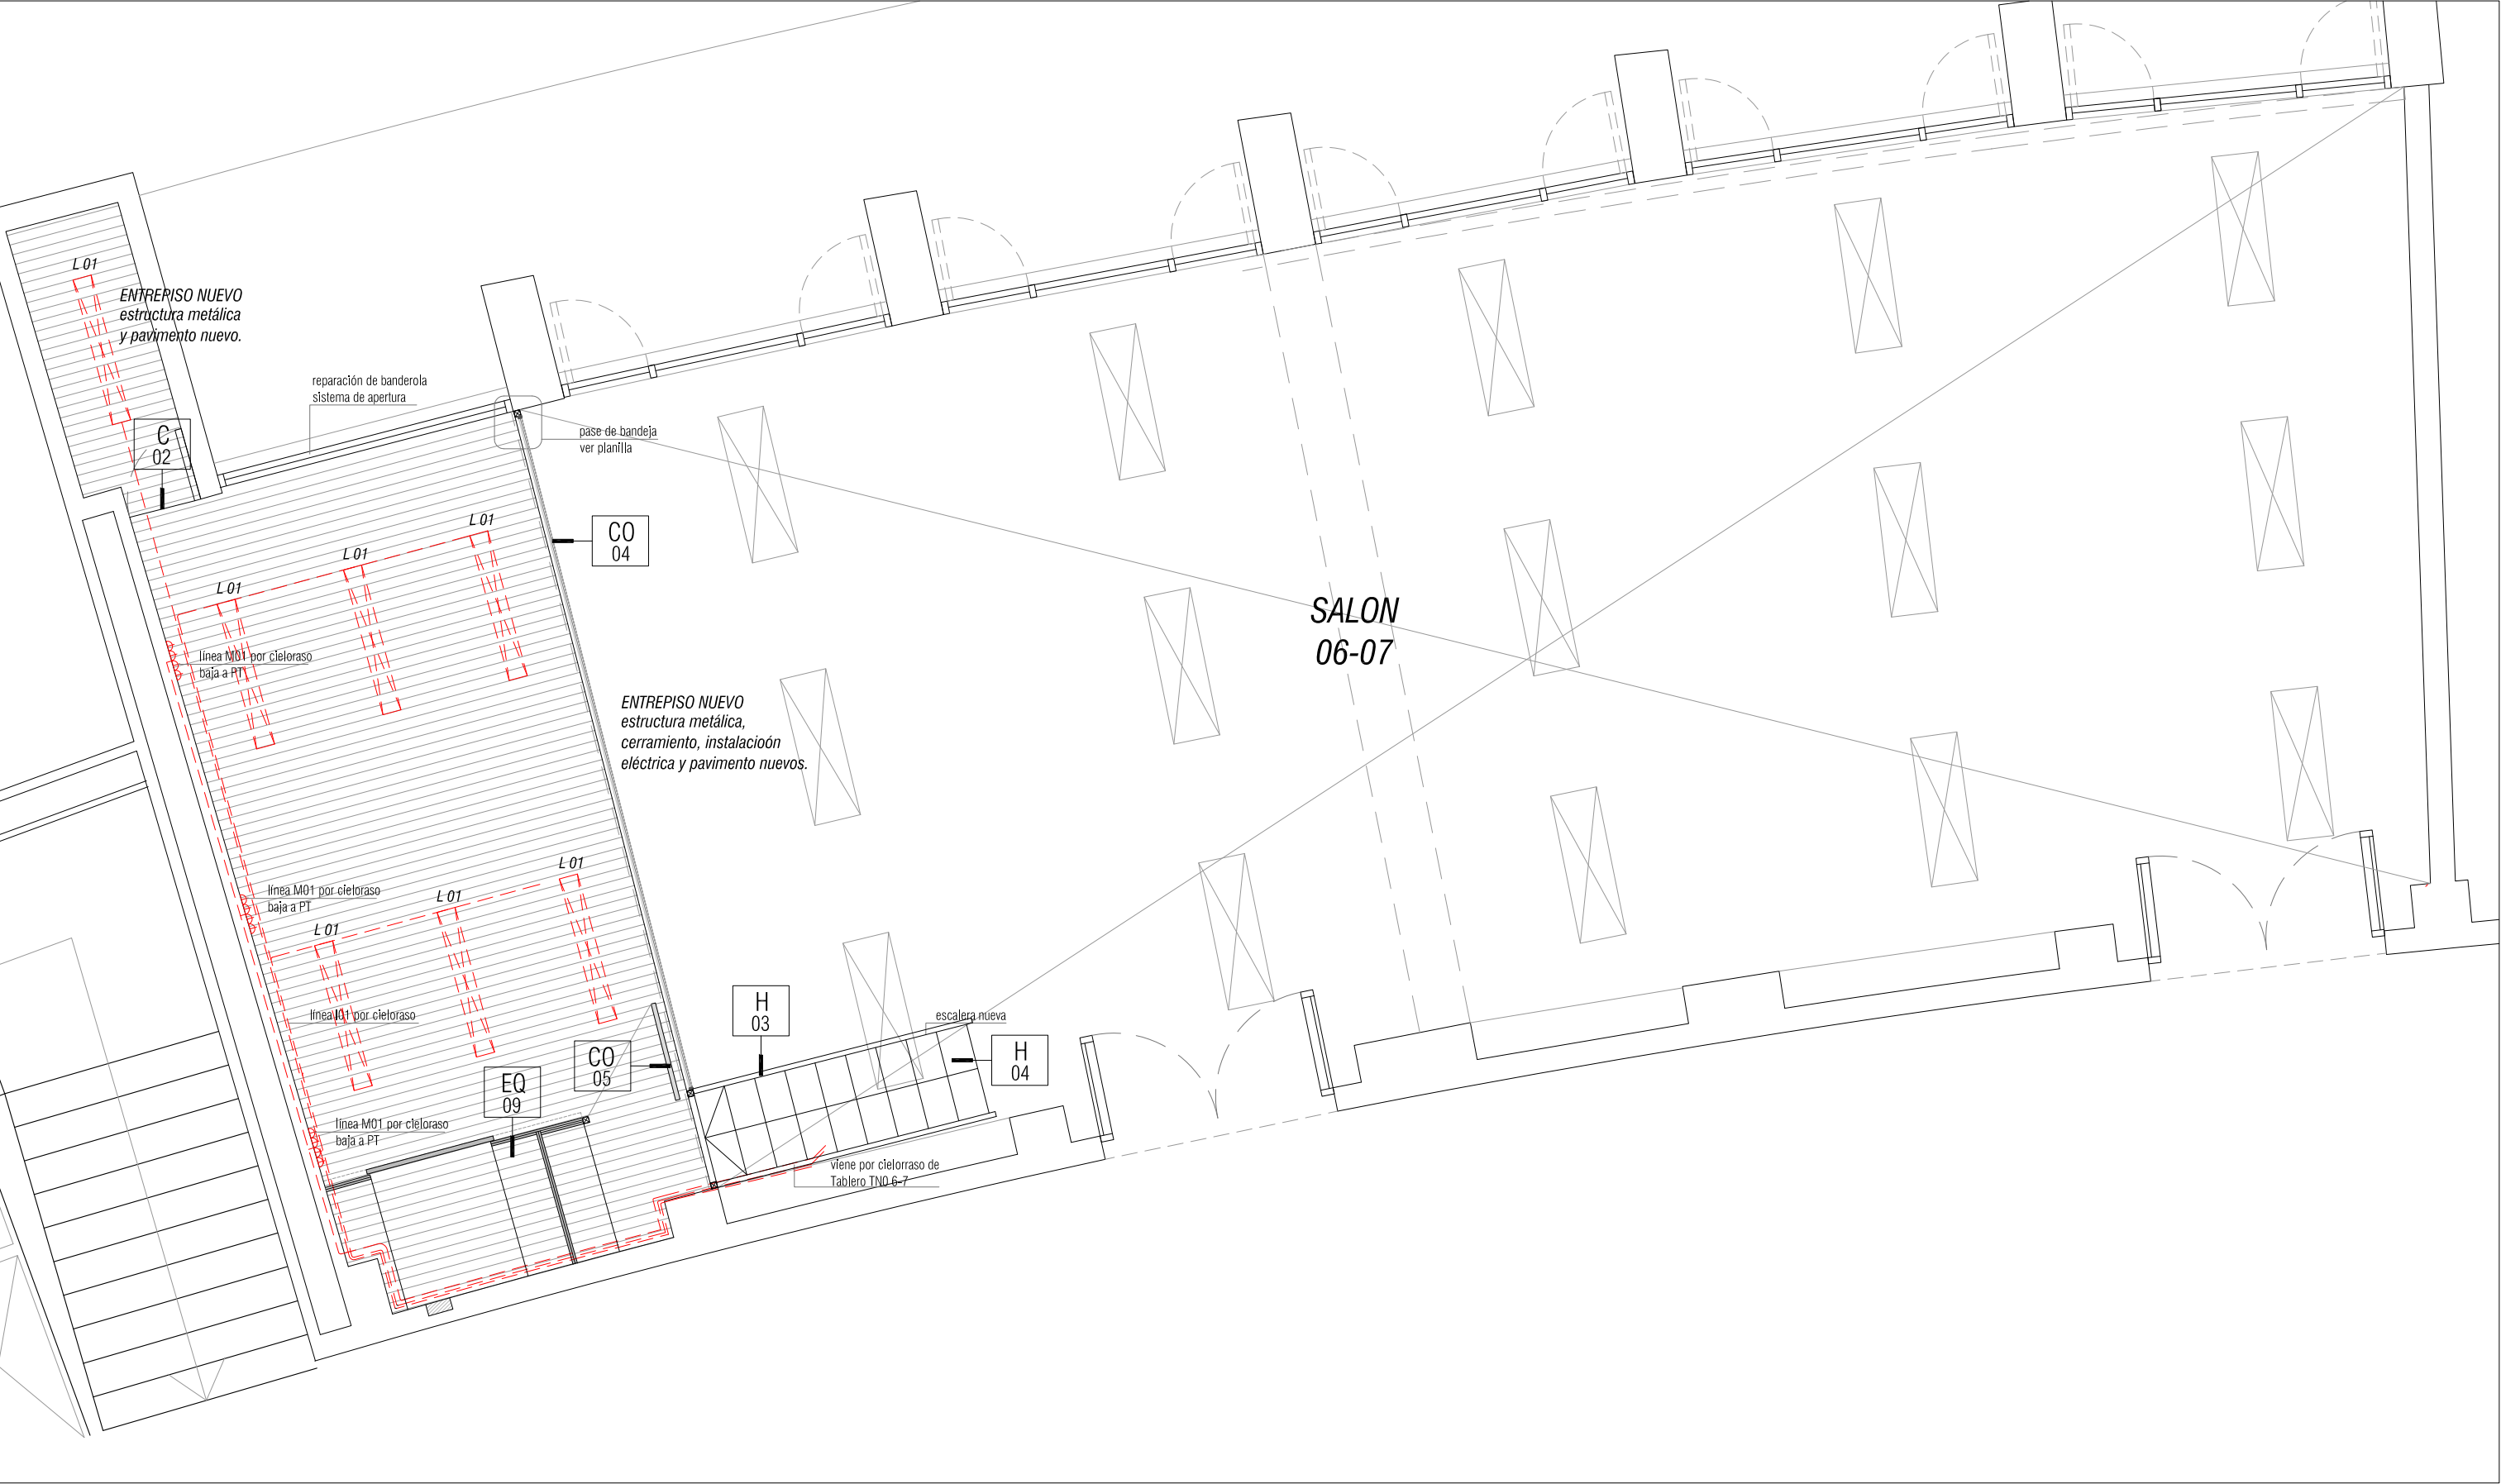 L 01
ENTREPISO NUEVO
estructura metálica
y pavimento nuevo.
reparación de banderola
sistema de apertura
C
02
pase de bandeja
ver planilla
L 01
L 01
L 01
CO
04
SALON
06-07
línea M01 por cieloraso
baja a PT
ENTREPISO NUEVO
estructura metálica,
cerramiento, instalacioón
eléctrica y pavimento nuevos.
L 01
L 01
L 01
línea M01 por cieloraso
baja a PT
línea I01 por cieloraso
H
03
escalera nueva
H
04
CO
05
EQ
09
línea M01 por cieloraso
baja a PT
viene por cielorraso de
Tablero TN0 6-7